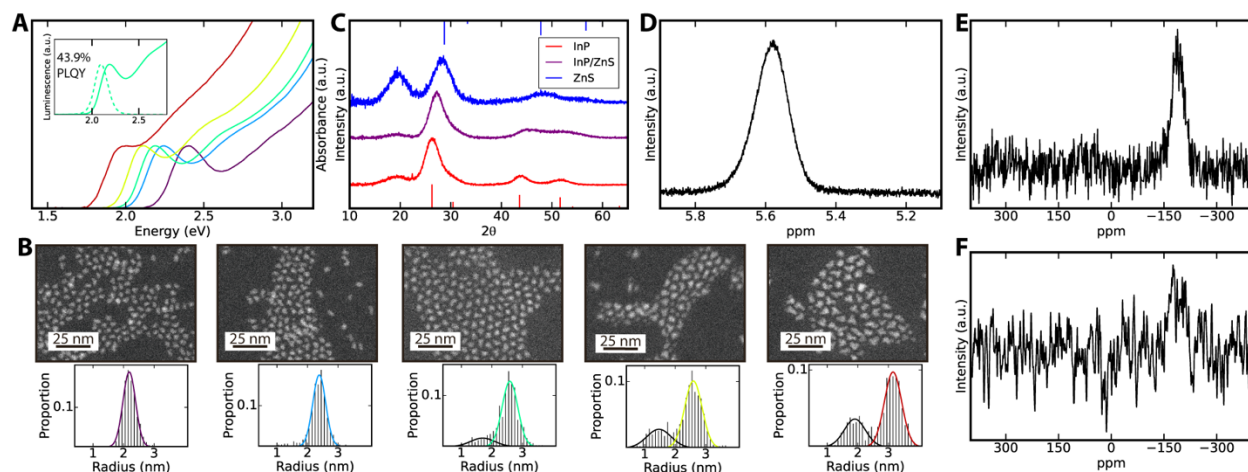 A
43.9%
PLQY
Luminescence (a.u.)
2.0 2.5
Absorbance (a.u.)
1.5 2.0 2.5 3.0
Energy (eV)
C
Intensity (a.u.)
InP
InP/ZnS
ZnS
10 20 30 40 50 60
2θ
D
Intensity (a.u.)
5.8 5.6 5.4 5.2
ppm
E
Intensity (a.u.)
300 150 0 −150 −300
ppm
B
25 nm
25 nm
25 nm
25 nm
25 nm
Proportion
0.1
1 2 3
Radius (nm)
Proportion
0.1
1 2 3
Radius (nm)
Proportion
0.1
1 2 3
Radius (nm)
Proportion
0.1
1 2 3
Radius (nm)
Proportion
0.1
1 2 3
Radius (nm)
F
Intensity (a.u.)
300 150 0 −150 −300
ppm